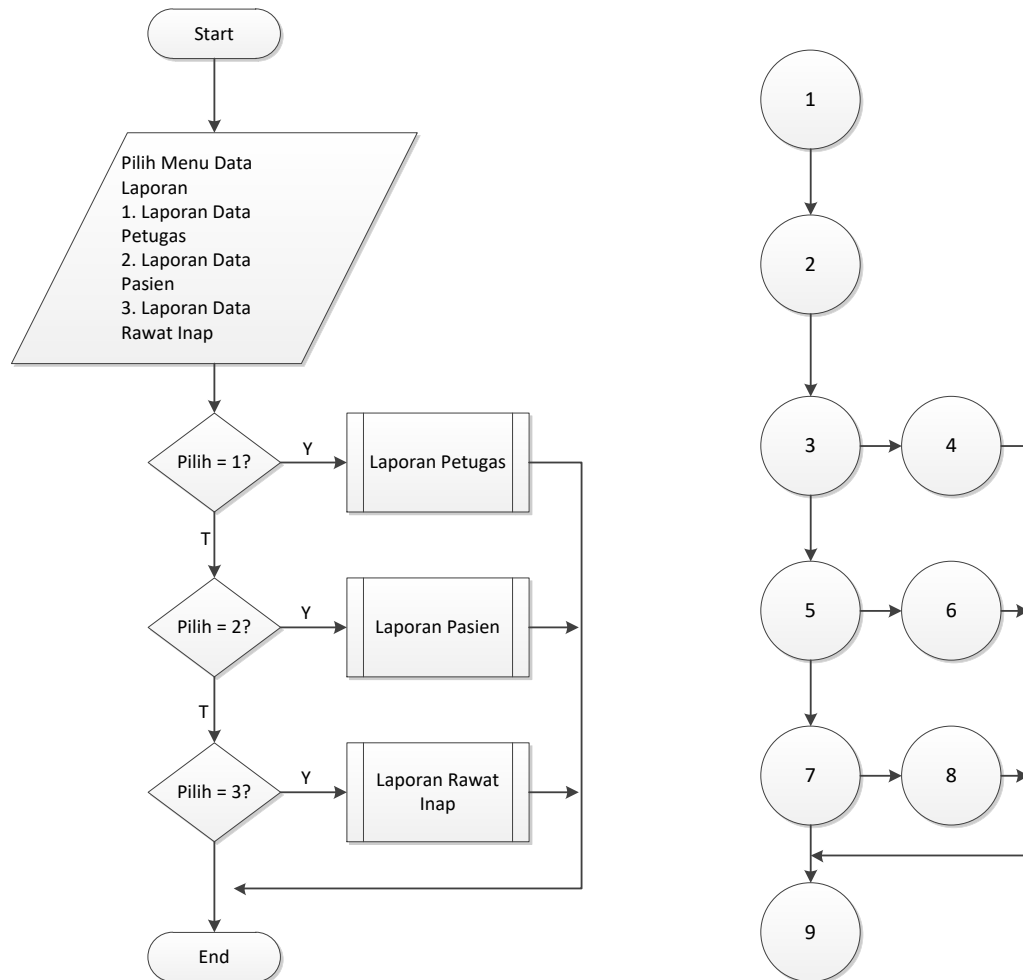 Start
Pilih Menu Data
Laporan
1. Laporan Data
Petugas
2. Laporan Data
Pasien
3. Laporan Data
Rawat Inap
Pilih = 1?
Y
Laporan Petugas
T
Pilih = 2?
Y
Laporan Pasien
T
Pilih = 3?
Y
Laporan Rawat
Inap
End
1
2
3
4
5
6
7
8
9